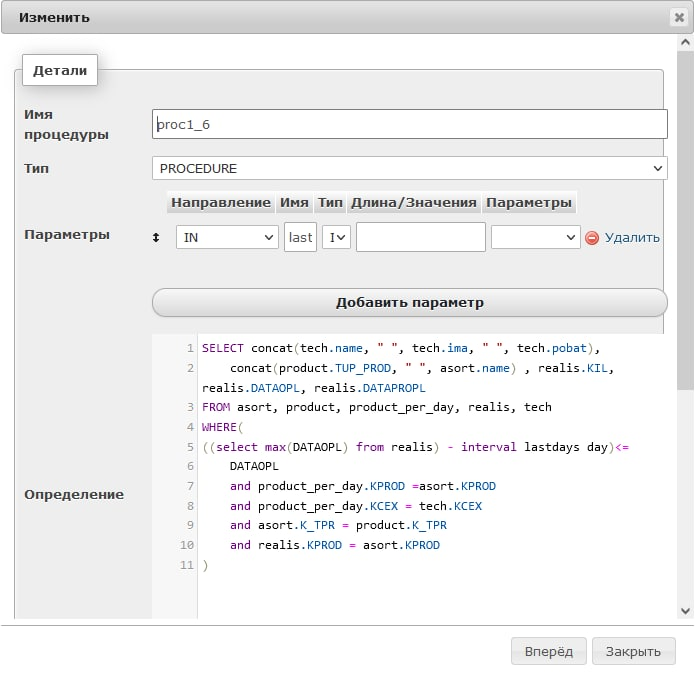 Изменить
Детали
Имя процедуры
proc1_6
Тип
PROCEDURE
Направление Имя Тип Длина/Значения Параметры
Параметры
IN last I Удалить
Добавить параметр
Определение
1 SELECT concat(tech.name, " ", tech.ima, " ", tech.pobat),
2 concat(product.TUP_PROD, " ", asort.name) , realis.KIL,
realis.DATAOPL, realis.DATAPROPL
3 FROM asort, product, product_per_day, realis, tech
4 WHERE(
5 ((select max(DATAOPL) from realis) - interval lastdays day)<=
6 DATAOPL
7 and product_per_day.KPROD =asort.KPROD
8 and product_per_day.KCEX = tech.KCEX
9 and asort.K_TPR = product.K_TPR
10 and realis.KPROD = asort.KPROD
11 )
Вперёд Закрыть